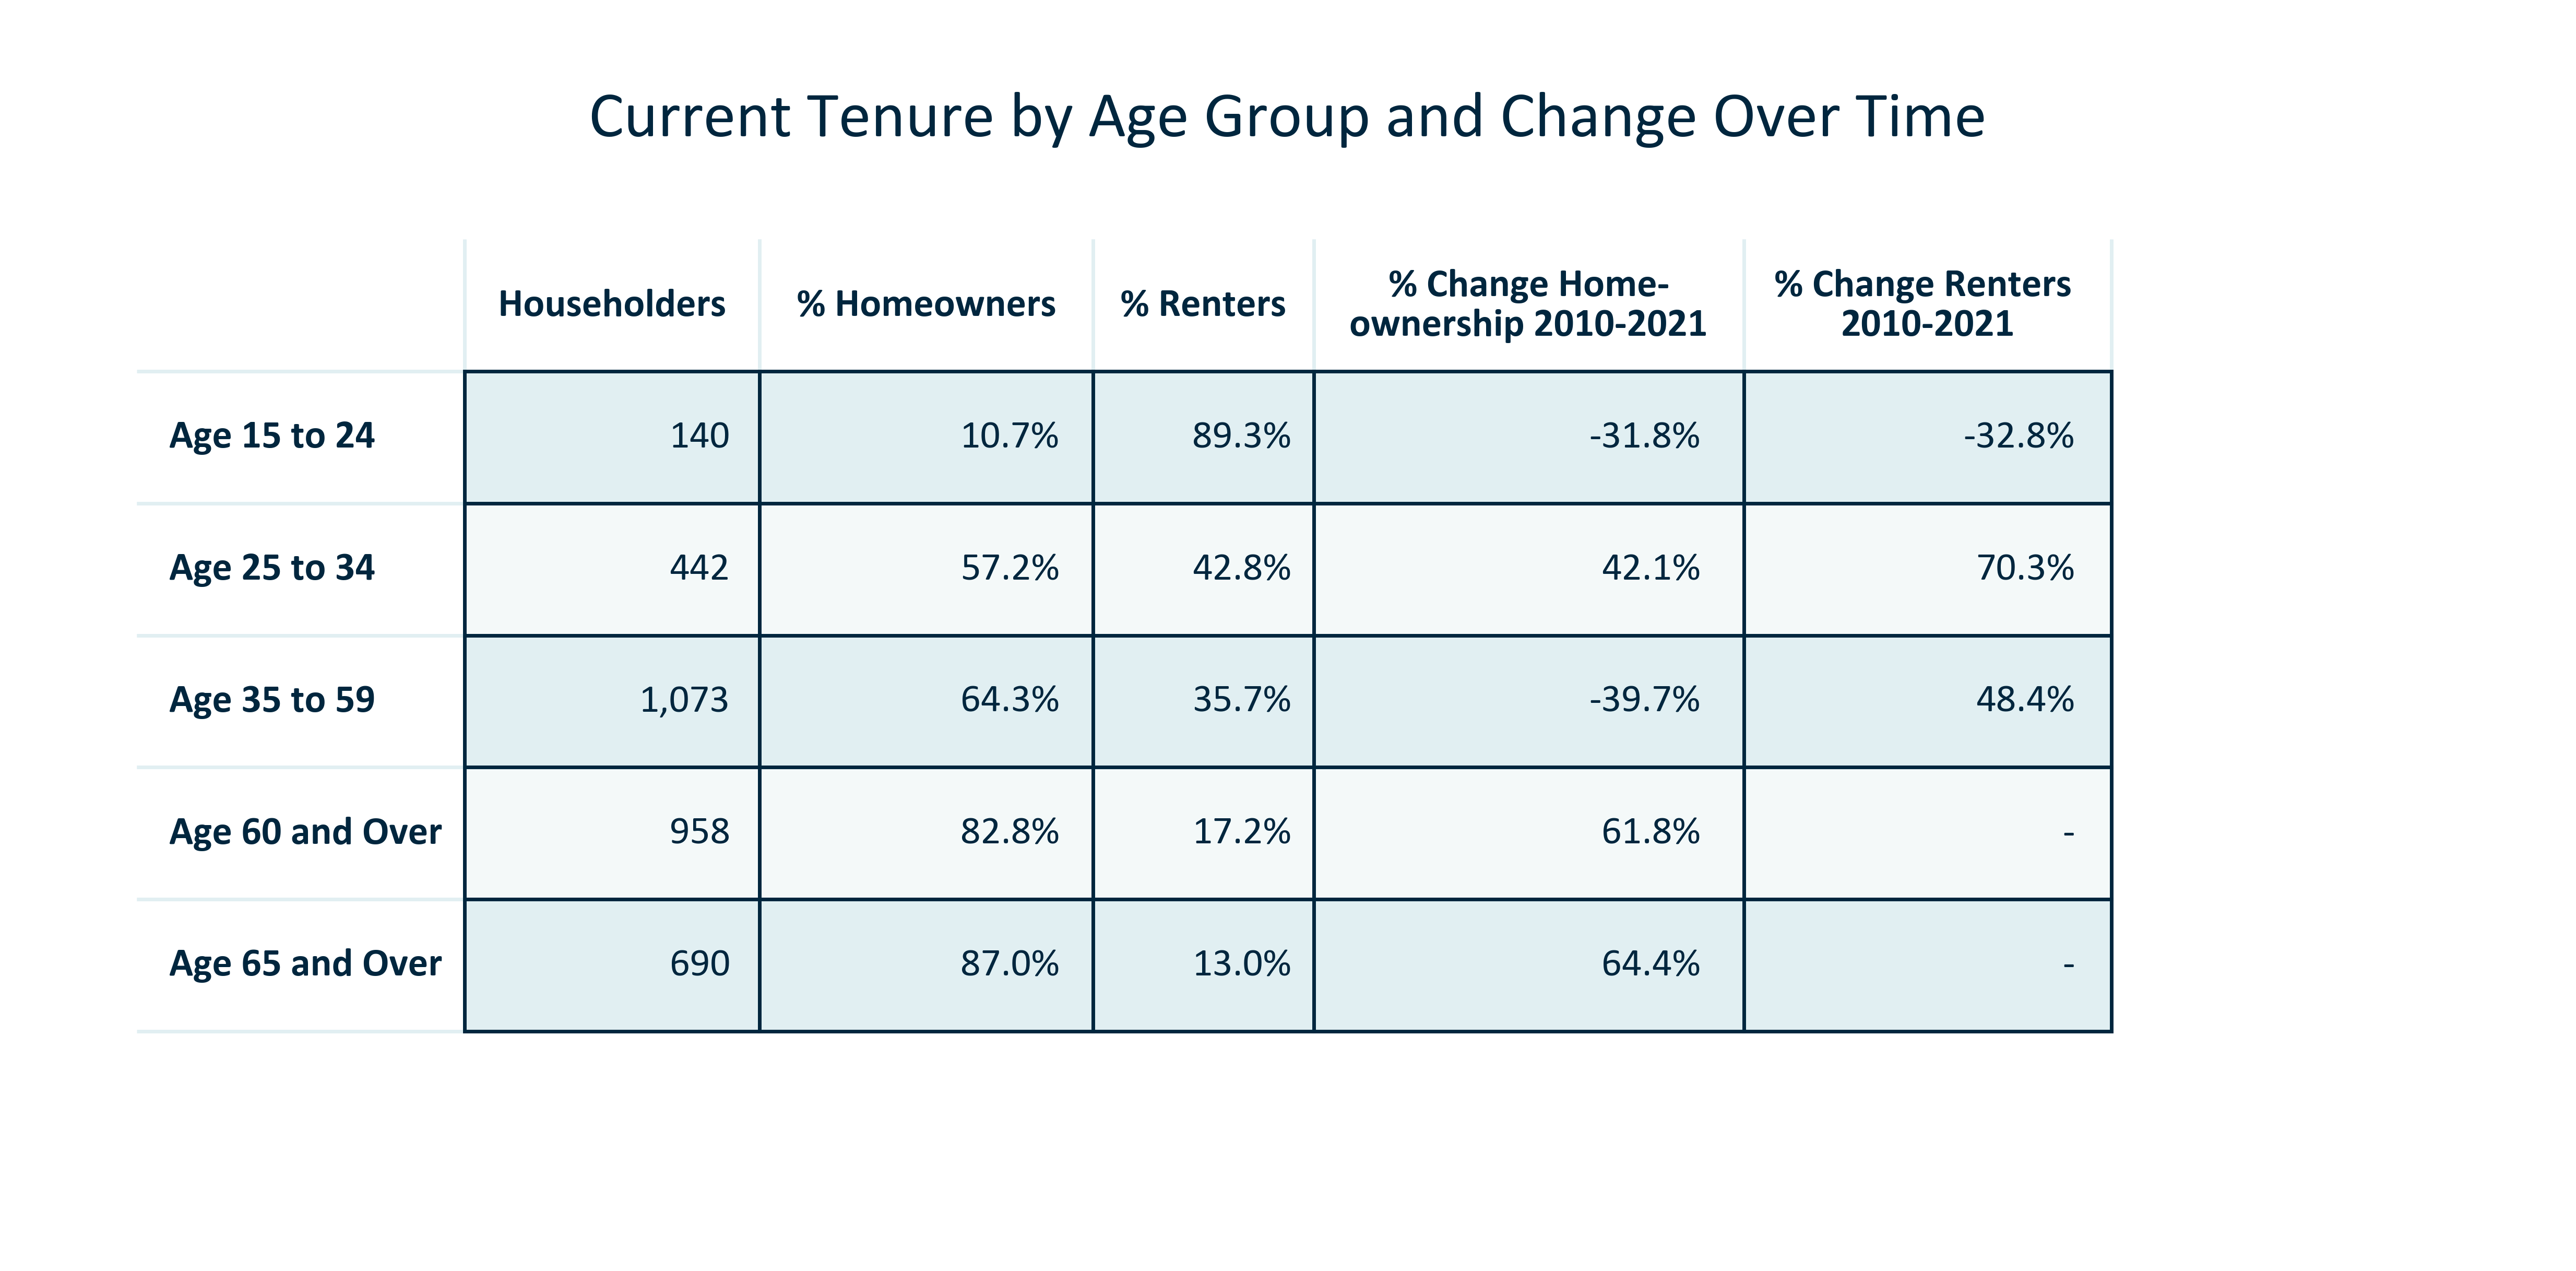 Current Tenure by Age Group and Change Over Time
Householders % Homeowners % Renters % Change Home-
ownership 2010-2021 % Change Renters
2010-2021
Age 15 to 24 140 10.7% 89.3% -31.8% -32.8%
Age 25 to 34 442 57.2% 42.8% 42.1% 70.3%
Age 35 to 59 1,073 64.3% 35.7% -39.7% 48.4%
Age 60 and Over 958 82.8% 17.2% 61.8% -
Age 65 and Over 690 87.0% 13.0% 64.4% -